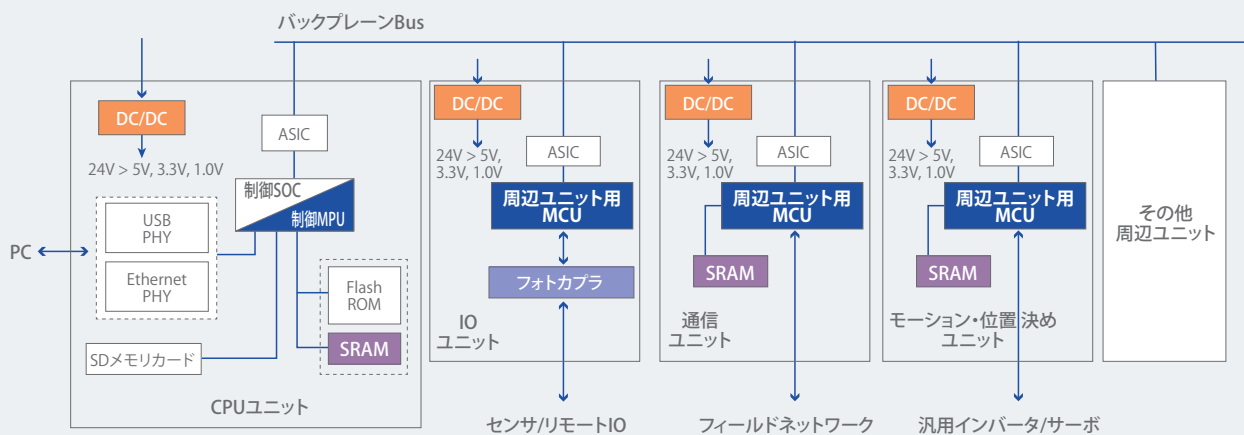 バックプレーンBus
DC/DC
24V > 5V, 3.3V, 1.0V
ASIC
制御SOC
制御MPU
PC
USB
PHY
Ethernet
PHY
SDメモリカード
Flash
ROM
SRAM
CPUユニット
DC/DC
24V > 5V,
3.3V, 1.0V
ASIC
周辺ユニット用
MCU
フォトカプラ
IO
ユニット
センサ/リモートIO
DC/DC
24V > 5V,
3.3V, 1.0V
ASIC
周辺ユニット用
MCU
SRAM
通信
ユニット
フィールドネットワーク
DC/DC
24V > 5V,
3.3V, 1.0V
ASIC
周辺ユニット用
MCU
SRAM
モーション・位置決め
ユニット
汎用インバータ/サーボ
その他
周辺ユニット